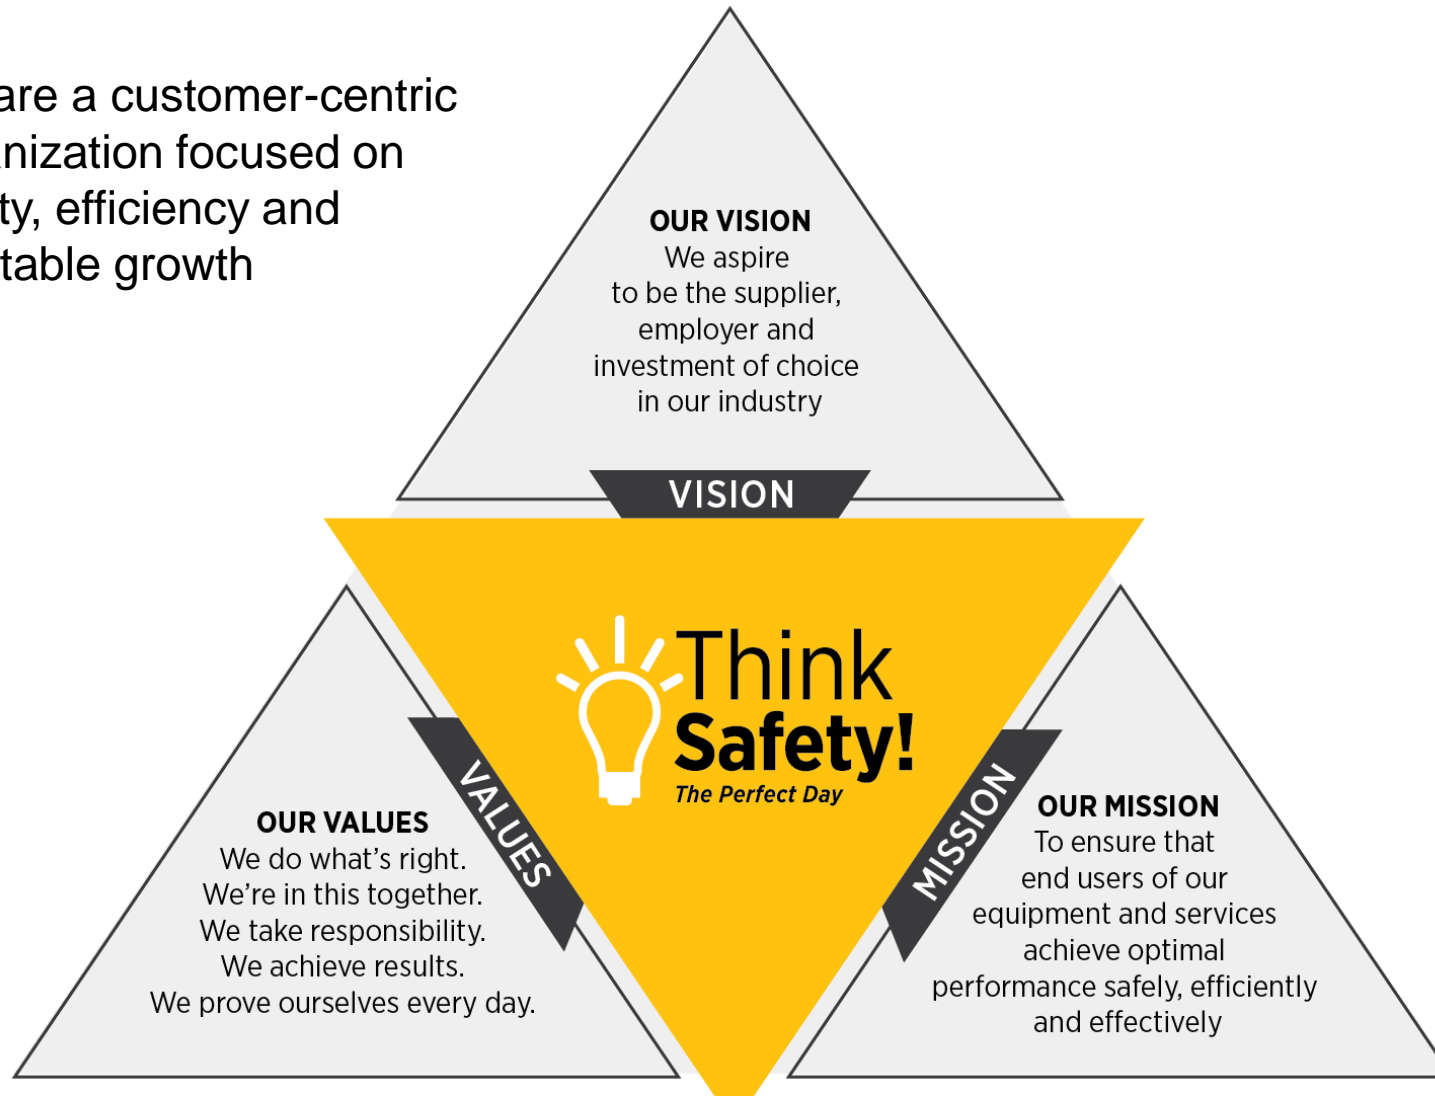 are a customer-centric
anization focused on
ty, efficiency and
table growth
OUR VISION
We aspire
to be the supplier,
employer and
investment of choice
in our industry
VISION
Think
Safety!
The Perfect Day
VALUES
OUR VALUES
We do what's right.
We're in this together.
We take responsibility.
We achieve results.
We prove ourselves every day.
MISSION
OUR MISSION
To ensure that
end users of our
equipment and services
achieve optimal
performance safely, efficiently
and effectively